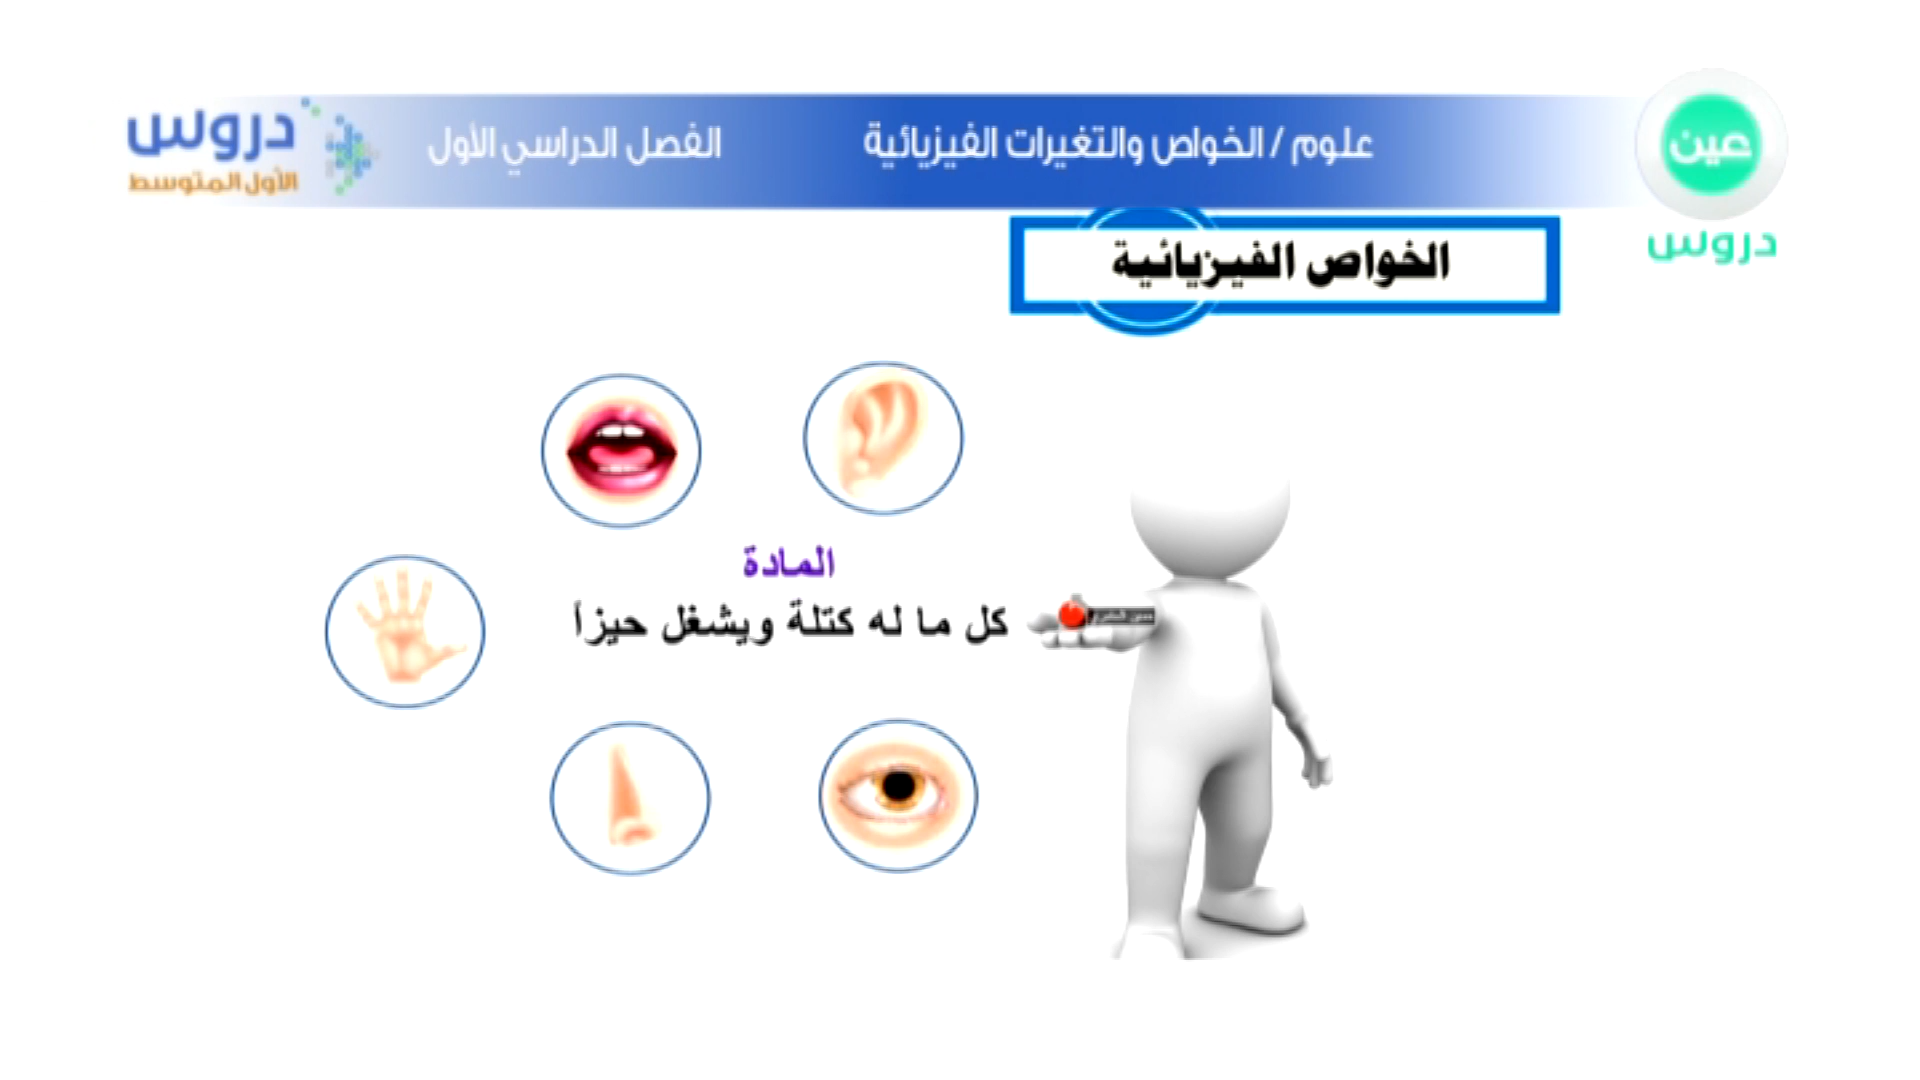 علوم / الخواص والتغيرات الفيزيائية
الفصل الدراسي الأول
دروس
الأول المتوسط
عين
دروس
الخواص الفيزيائية
المادة
كل ما له كتلة ويشغل حيزاً